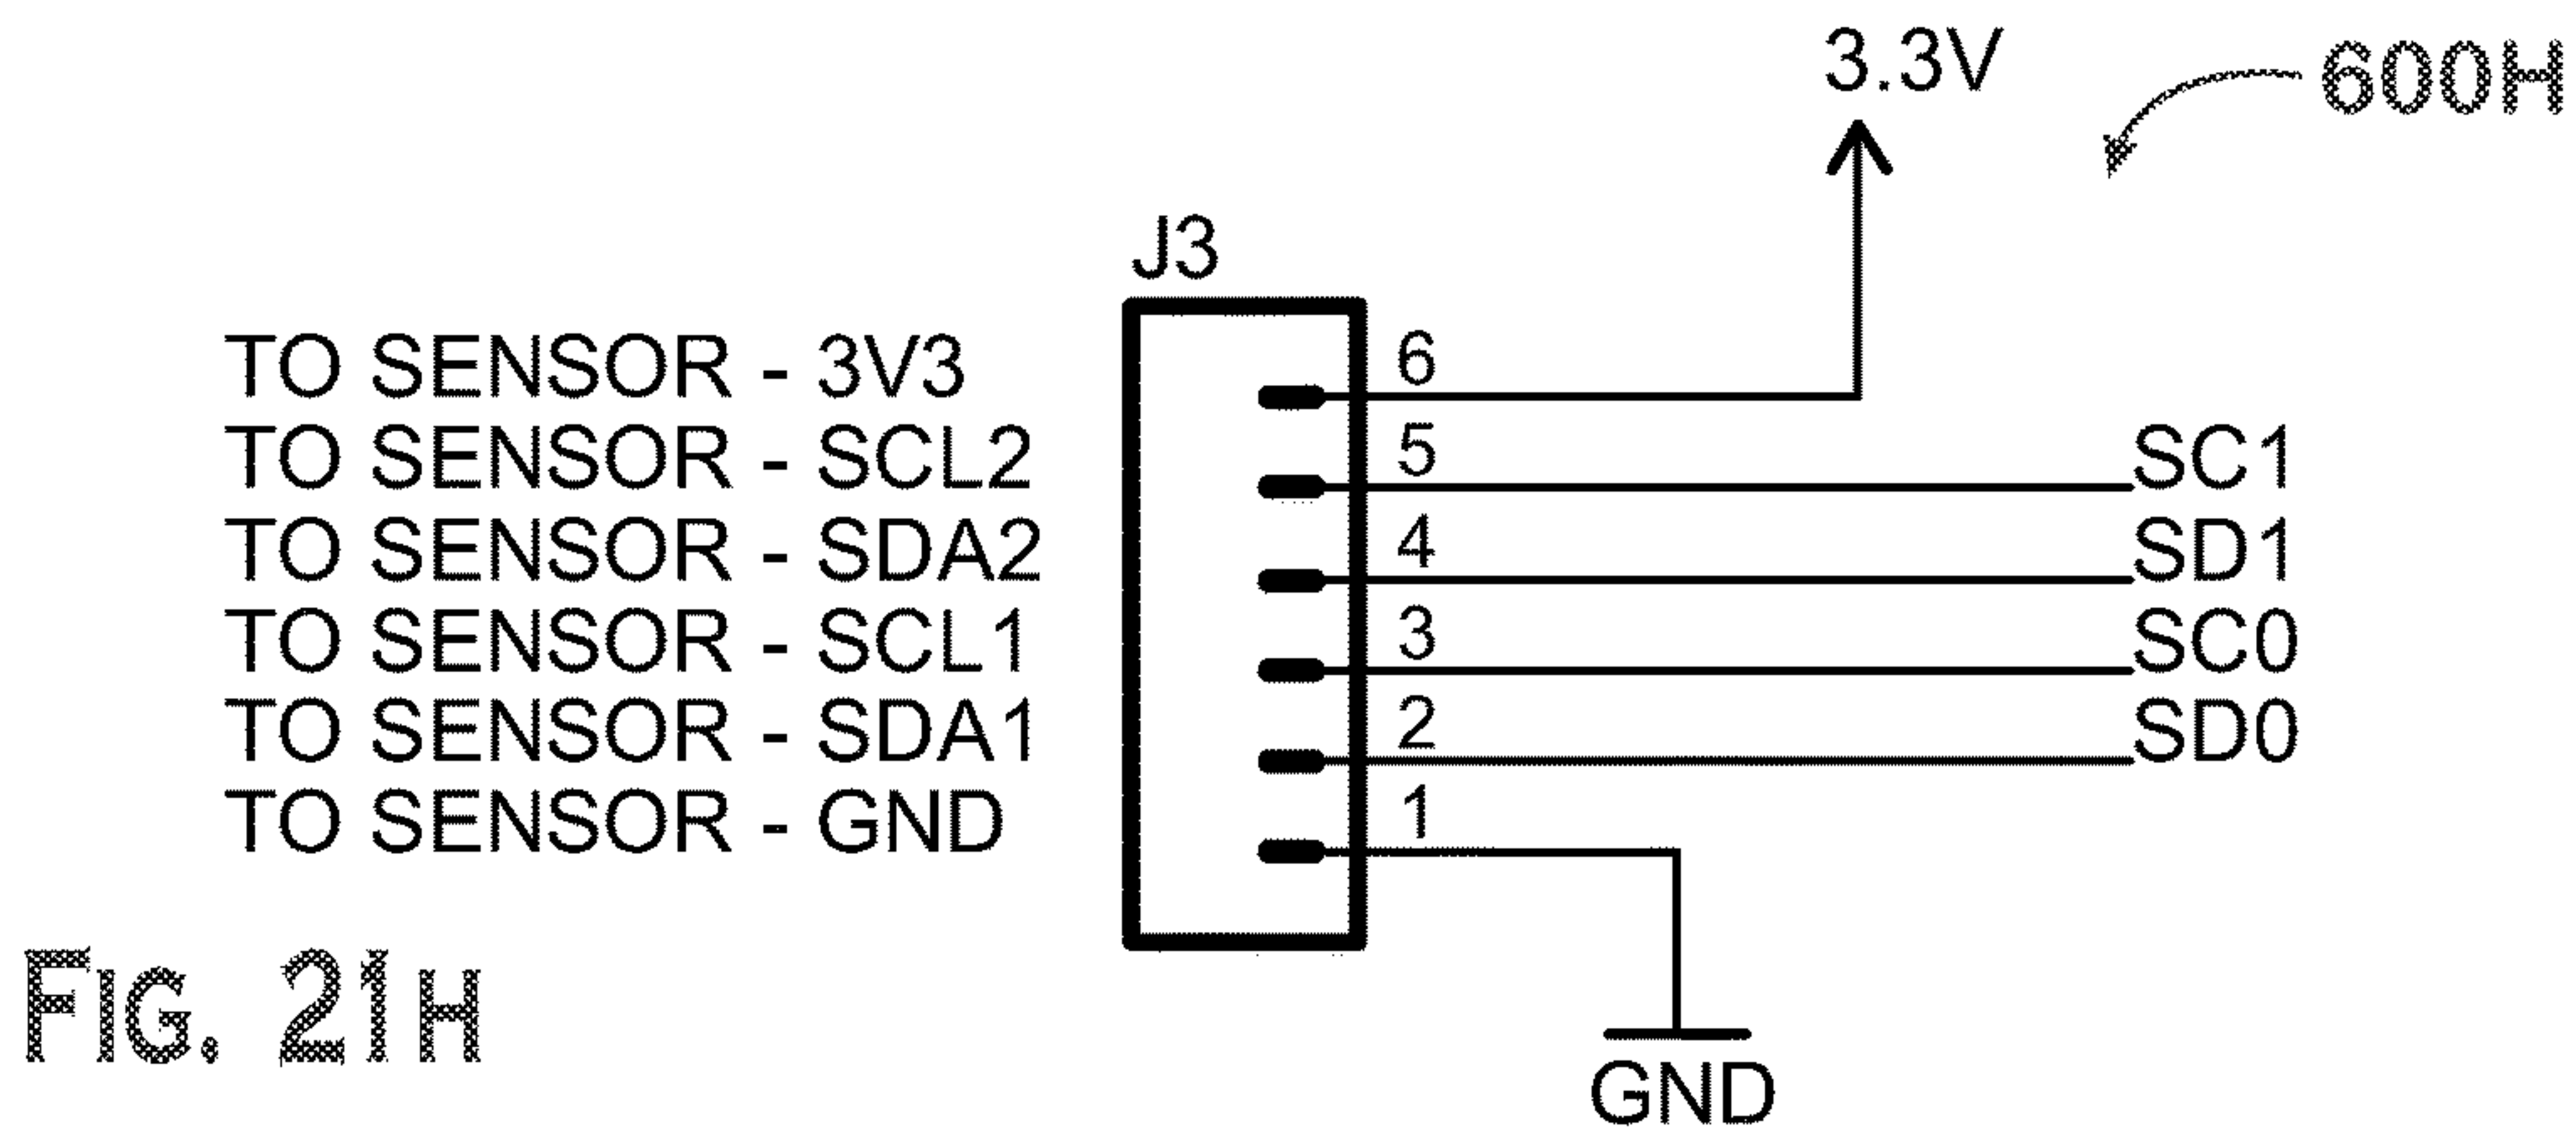 3.3V
600H
J3
TO SENSOR - 3V3
6
TO SENSOR - SCL2
5
SC1
TO SENSOR - SDA2
4
SD1
TO SENSOR - SCL1
3
SC0
TO SENSOR - SDA1
2
SD0
TO SENSOR - GND
1
FIG. 21H
GND